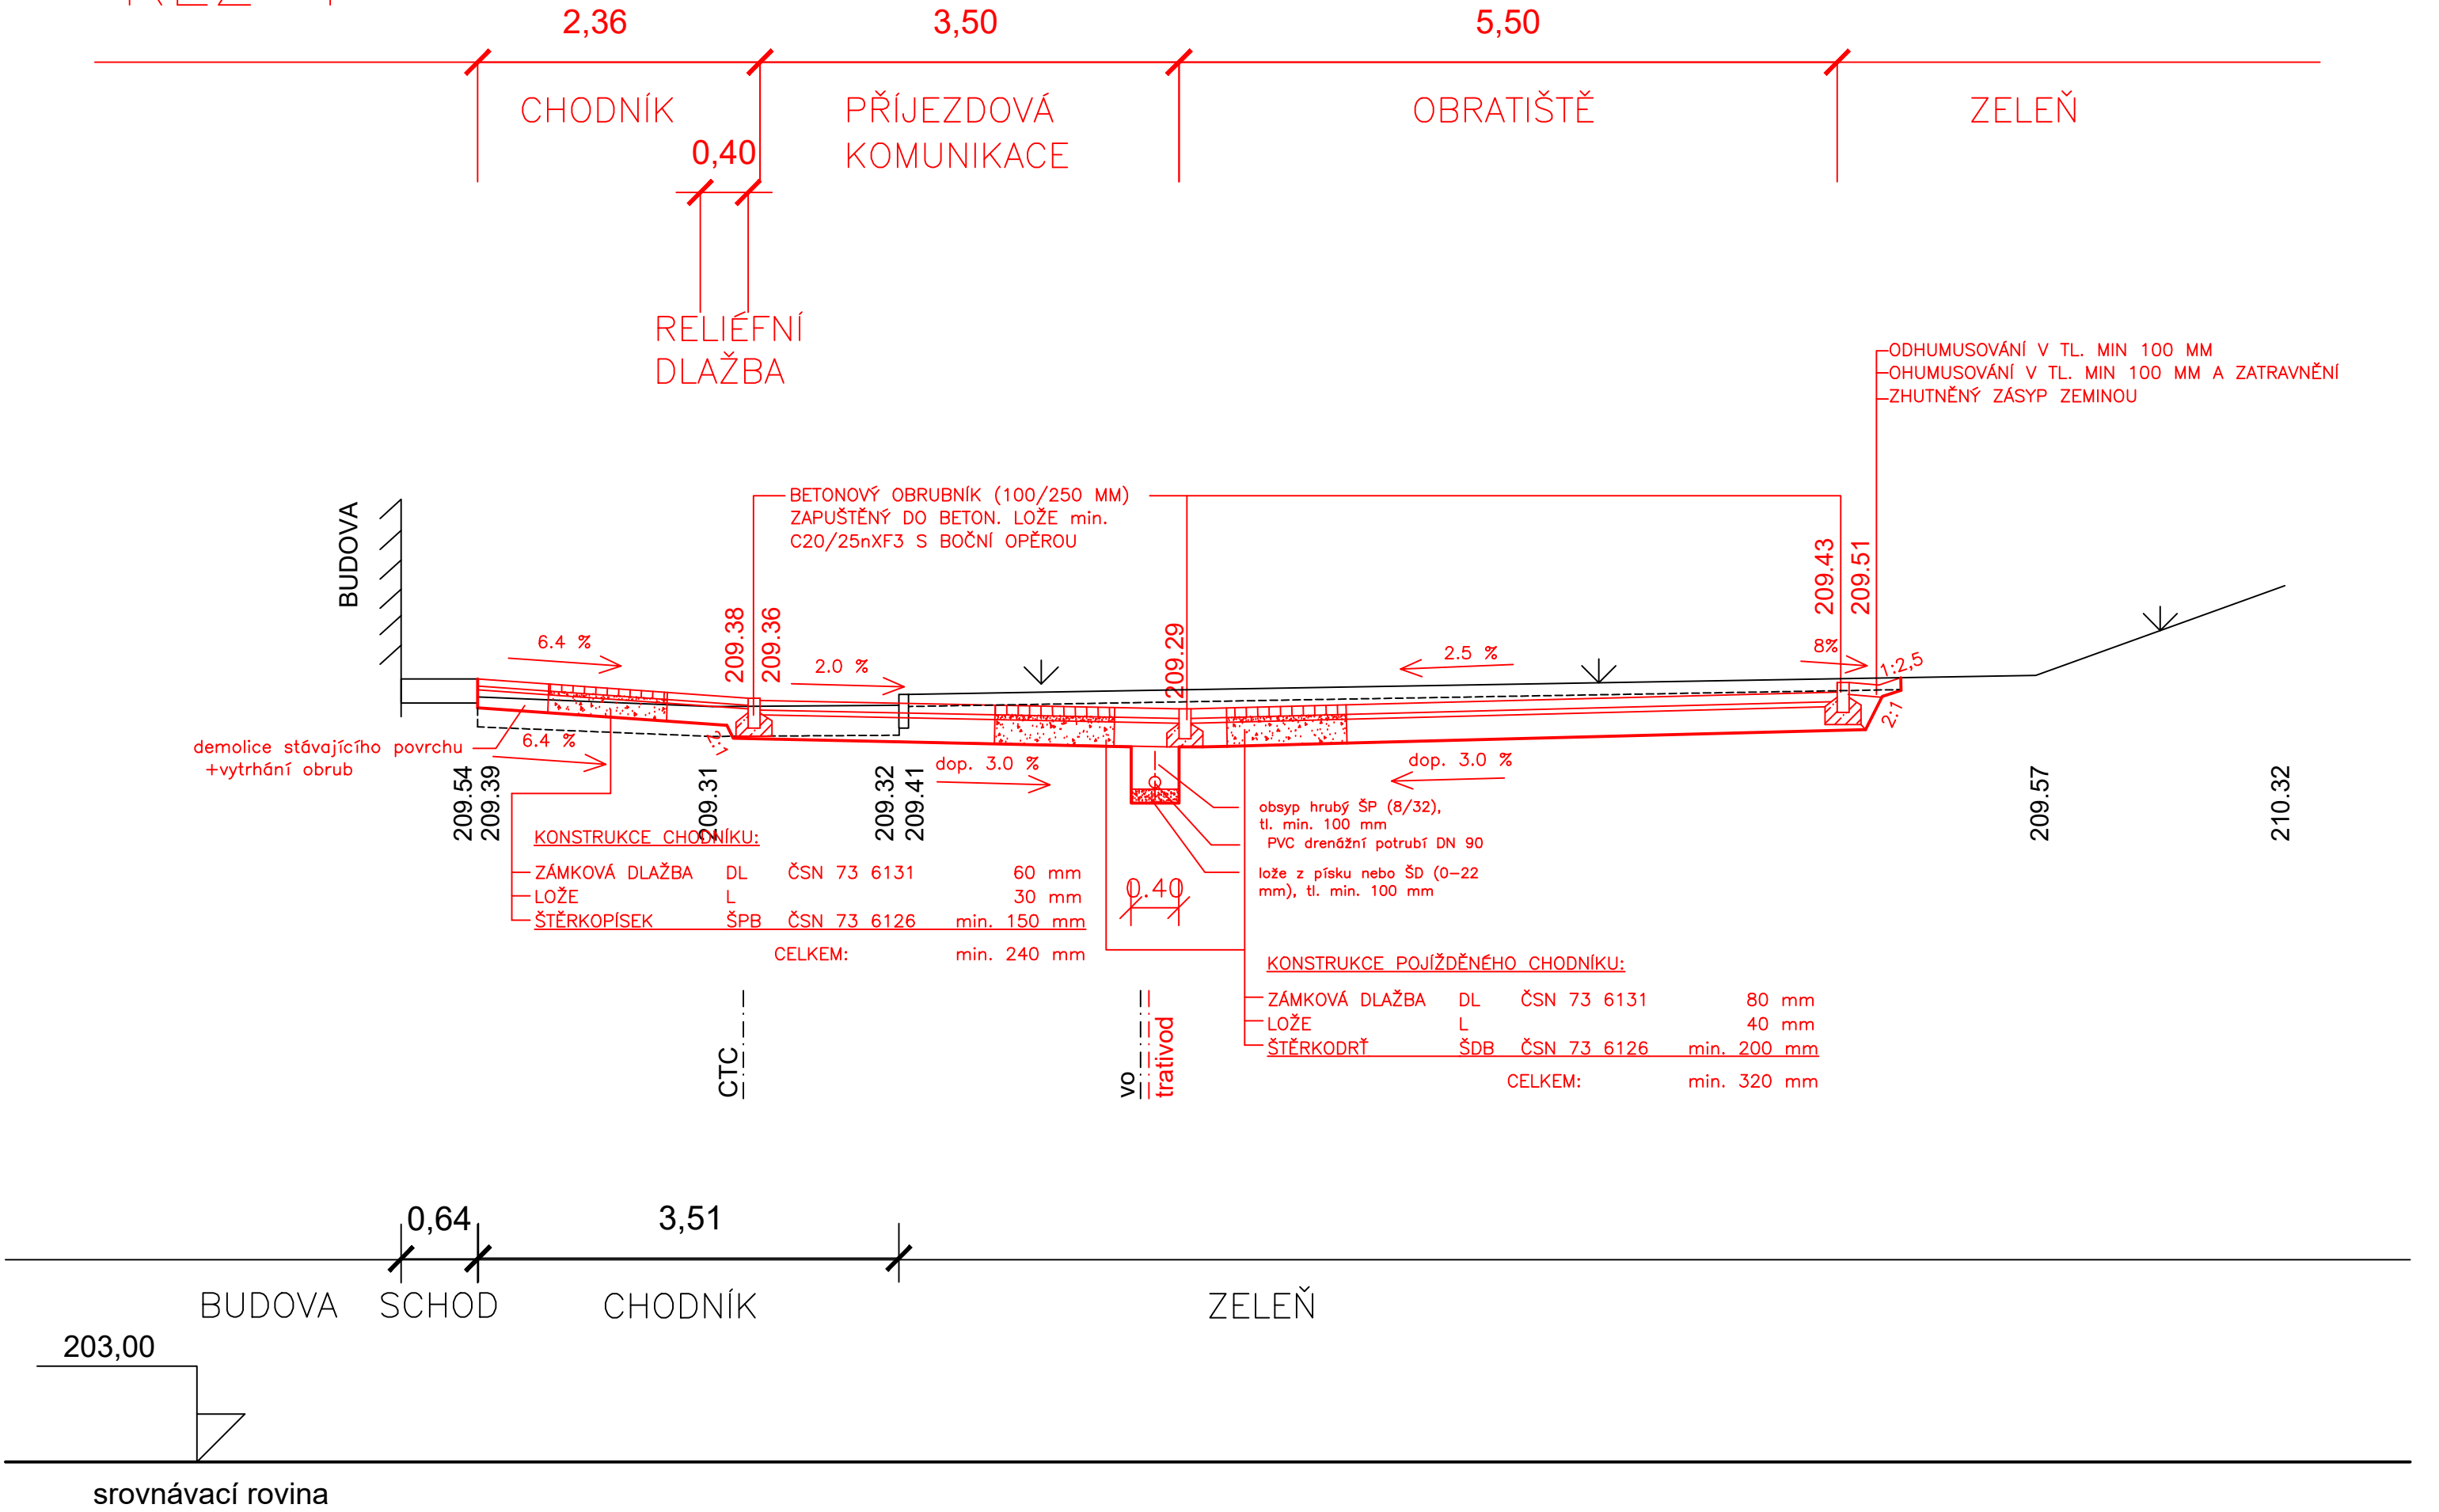 2,36
3,50
5,50
CHODNÍK
PŘÍJEZDOVÁ
KOMUNIKACE
OBRATIŠTĚ
ZELEŇ
0,40
RELIÉFNÍ
DLAŽBA
ODHUMUSOVÁNÍ V TL. MIN 100 MM
OHUMUSOVÁNÍ V TL. MIN 100 MM A ZATRAVNĚNÍ
ZHUTNĚNÝ ZÁSYP ZEMINOU
BUDOVA
BETONOVÝ OBRUBNÍK (100/250 MM)
ZAPUŠTĚNÝ DO BETON. LOŽE min.
C20/25nXF3 S BOČNÍ OPĚROU
209.38
209.36
209.29
209.43
209.51
6.4 %
2.0 %
2.5 %
8%
1:2,5
2:1
2:1
demolice stávajícího povrchu
+vytrhání obrub
6.4 %
dop. 3.0 %
dop. 3.0 %
209.54
209.39
209.31
209.32
209.41
209.57
210.32
obsyp hrubý ŠP (8/32),
tl. min. 100 mm
PVC drenážní potrubí DN 90
lože z písku nebo ŠD (0-22
mm), tl. min. 100 mm
0.40
KONSTRUKCE CHODNÍKU:
ZÁMKOVÁ DLAŽBA DL ČSN 73 6131 60 mm
LOŽE L 30 mm
ŠTĚRKOPÍSEK ŠPB ČSN 73 6126 min. 150 mm
CELKEM: min. 240 mm
KONSTRUKCE POJÍŽDĚNÉHO CHODNÍKU:
ZÁMKOVÁ DLAŽBA DL ČSN 73 6131 80 mm
LOŽE L 40 mm
ŠTĚRKODRŤ ŠDB ČSN 73 6126 min. 200 mm
CELKEM: min. 320 mm
CTC
vo
trativod
0,64
3,51
BUDOVA
SCHOD
CHODNÍK
ZELEŇ
203,00
srovnávací rovina